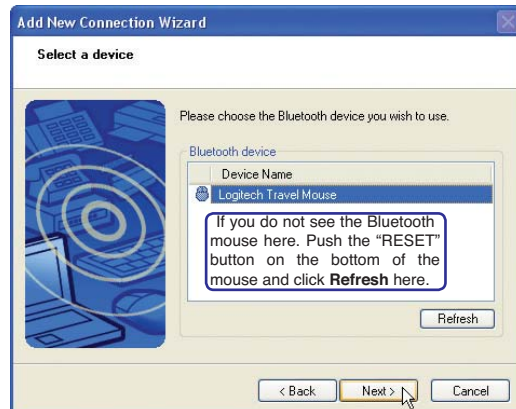 Add New Connection Wizard
Select a device
Please choose the Bluetooth device you wish to use.
Bluetooth device
Device Name
Logitech Travel Mouse
If you do not see the Bluetooth
mouse here. Push the “RESET”
button on the bottom of the
mouse and click Refresh here.
Refresh
< Back
Next >
Cancel